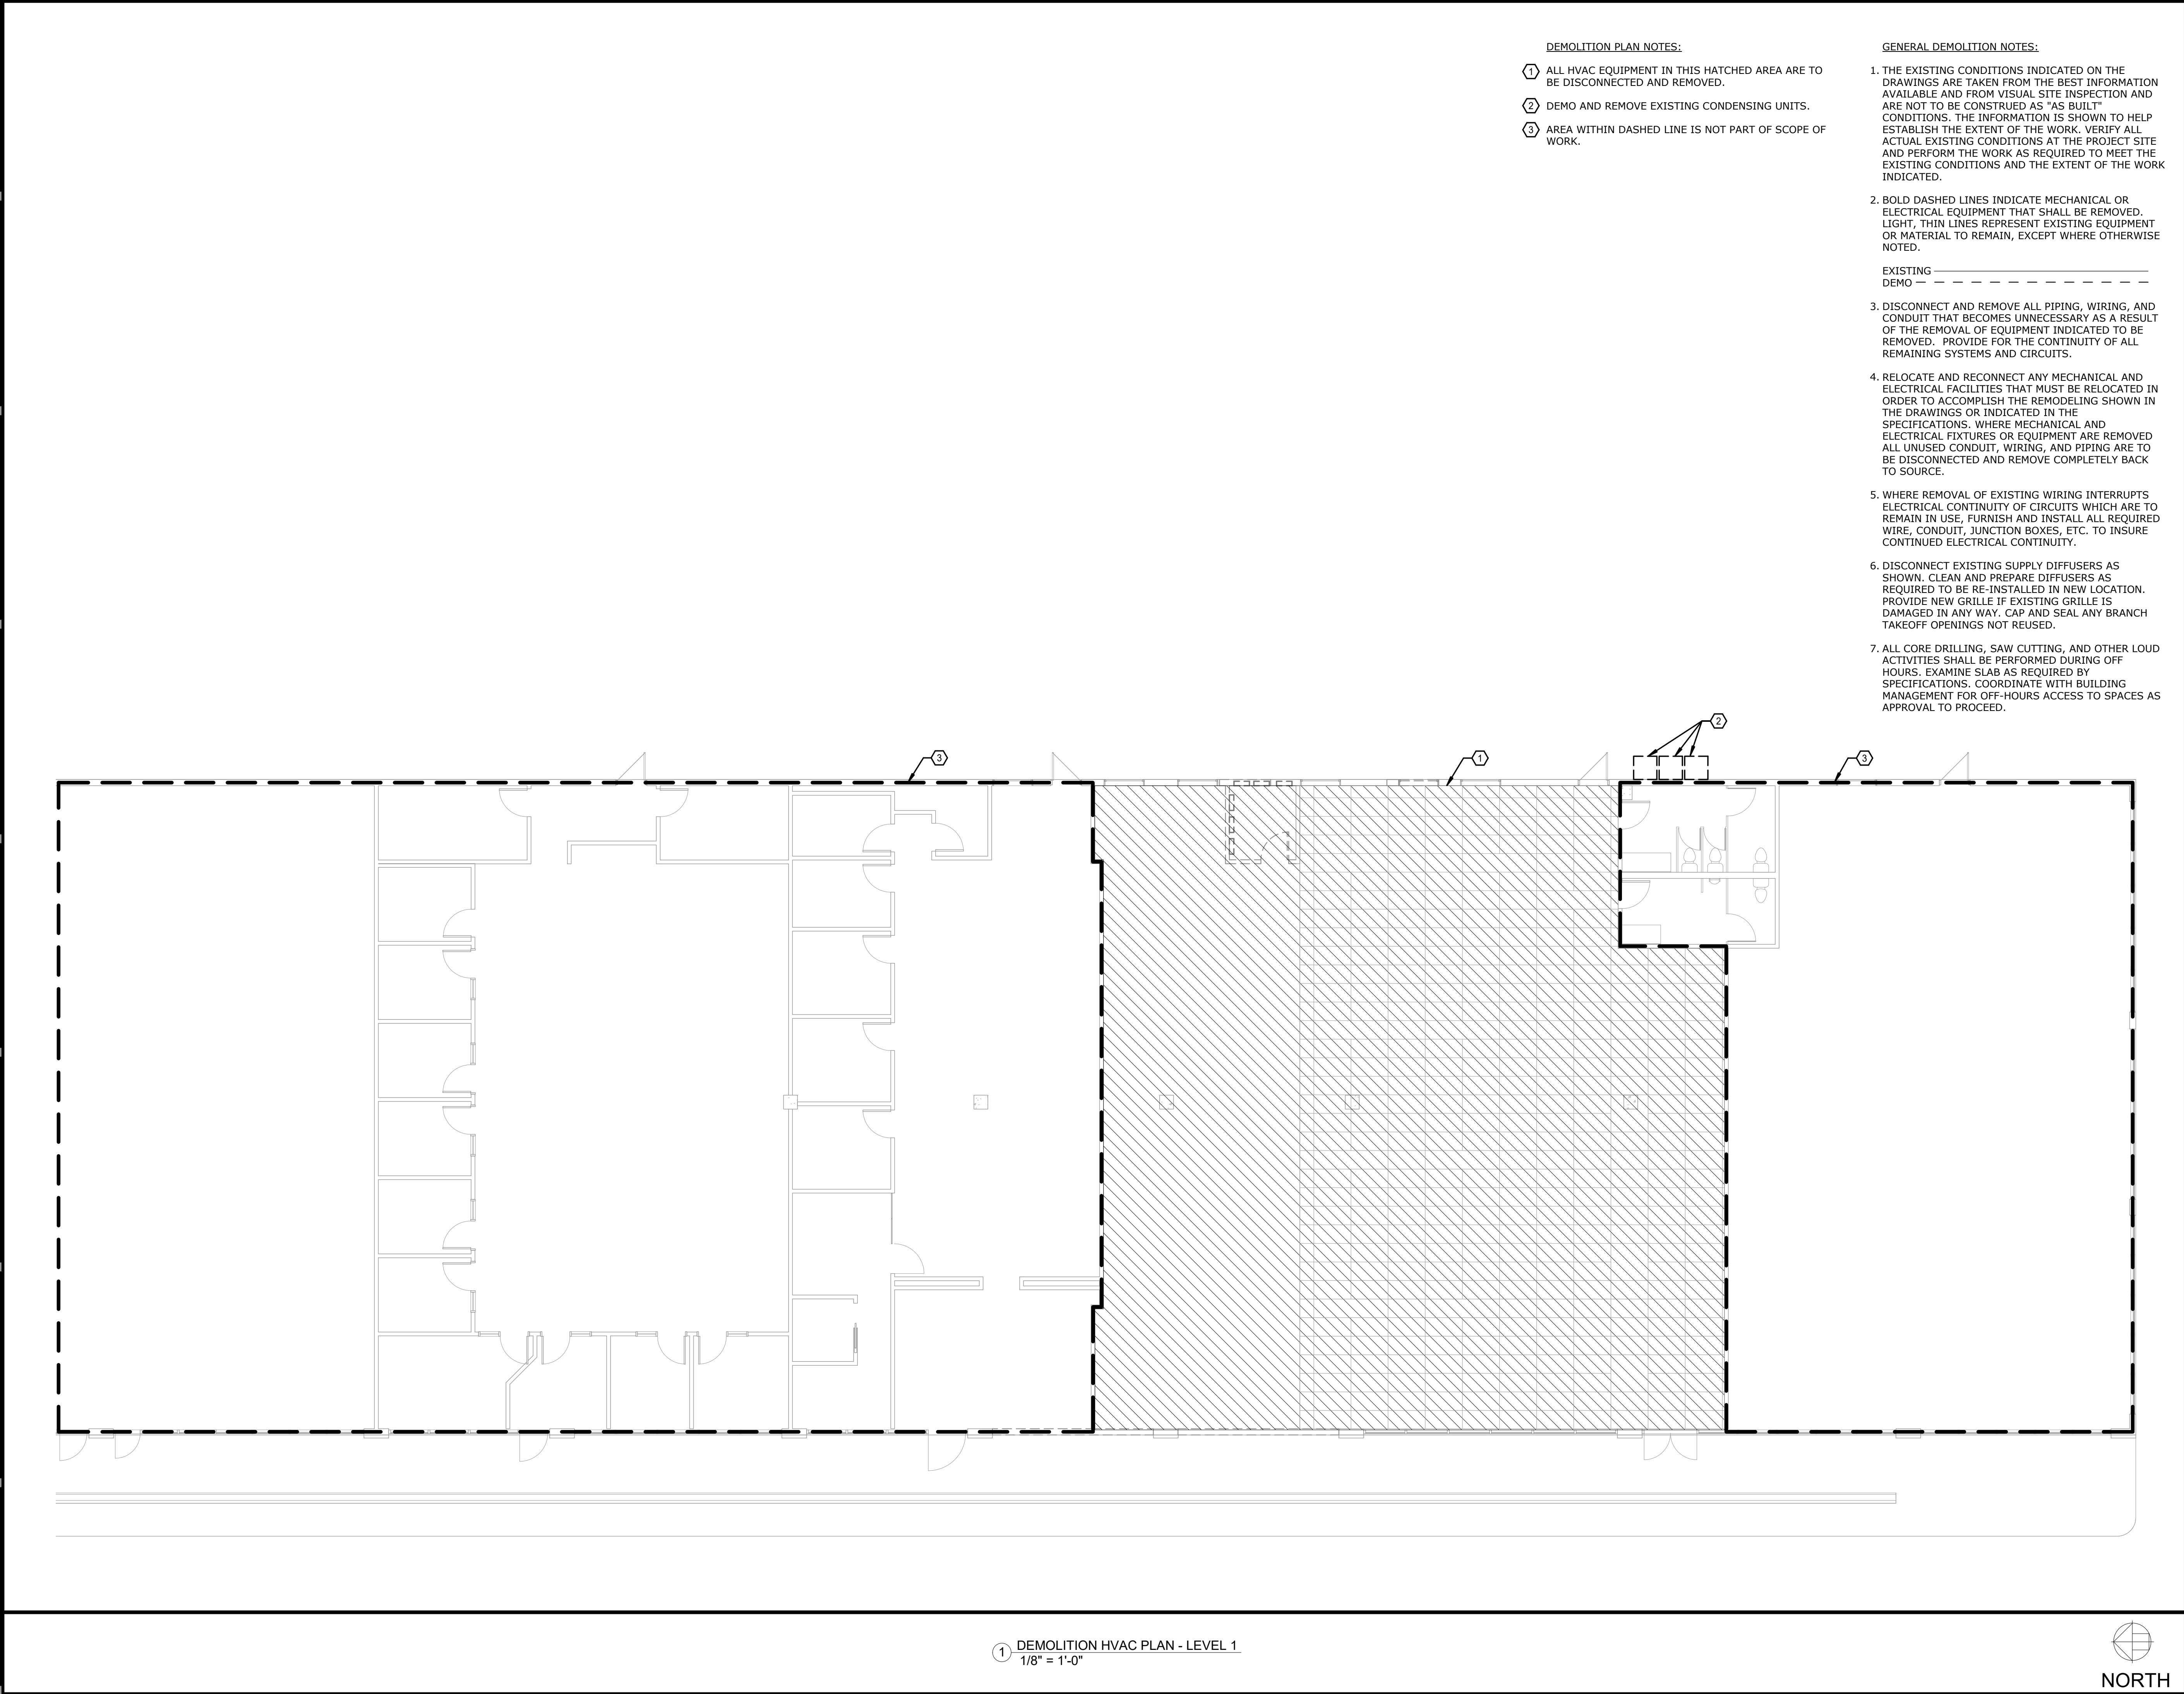 DEMOLITION PLAN NOTES:
1 ALL HVAC EQUIPMENT IN THIS HATCHED AREA ARE TO
BE DISCONNECTED AND REMOVED.
2 DEMO AND REMOVE EXISTING CONDENSING UNITS.
3 AREA WITHIN DASHED LINE IS NOT PART OF SCOPE OF
WORK.
GENERAL DEMOLITION NOTES:
1. THE EXISTING CONDITIONS INDICATED ON THE
DRAWINGS ARE TAKEN FROM THE BEST INFORMATION
AVAILABLE AND FROM VISUAL SITE INSPECTION AND
ARE NOT TO BE CONSTRUED AS "AS BUILT"
CONDITIONS. THE INFORMATION IS SHOWN TO HELP
ESTABLISH THE EXTENT OF THE WORK. VERIFY ALL
ACTUAL EXISTING CONDITIONS AT THE PROJECT SITE
AND PERFORM THE WORK AS REQUIRED TO MEET THE
EXISTING CONDITIONS AND THE EXTENT OF THE WORK
INDICATED.
2. BOLD DASHED LINES INDICATE MECHANICAL OR
ELECTRICAL EQUIPMENT THAT SHALL BE REMOVED.
LIGHT, THIN LINES REPRESENT EXISTING EQUIPMENT
OR MATERIAL TO REMAIN, EXCEPT WHERE OTHERWISE
NOTED.
EXISTING
DEMO
3. DISCONNECT AND REMOVE ALL PIPING, WIRING, AND
CONDUIT THAT BECOMES UNNECESSARY AS A RESULT
OF THE REMOVAL OF EQUIPMENT INDICATED TO BE
REMOVED. PROVIDE FOR THE CONTINUITY OF ALL
REMAINING SYSTEMS AND CIRCUITS.
4. RELOCATE AND RECONNECT ANY MECHANICAL AND
ELECTRICAL FACILITIES THAT MUST BE RELOCATED IN
ORDER TO ACCOMPLISH THE REMODELING SHOWN IN
THE DRAWINGS OR INDICATED IN THE
SPECIFICATIONS. WHERE MECHANICAL AND
ELECTRICAL FIXTURES OR EQUIPMENT ARE REMOVED
ALL UNUSED CONDUIT, WIRING, AND PIPING ARE TO
BE DISCONNECTED AND REMOVE COMPLETELY BACK
TO SOURCE.
5. WHERE REMOVAL OF EXISTING WIRING INTERRUPTS
ELECTRICAL CONTINUITY OF CIRCUITS WHICH ARE TO
REMAIN IN USE, FURNISH AND INSTALL ALL REQUIRED
WIRE, CONDUIT, JUNCTION BOXES, ETC. TO INSURE
CONTINUED ELECTRICAL CONTINUITY.
6. DISCONNECT EXISTING SUPPLY DIFFUSERS AS
SHOWN. CLEAN AND PREPARE DIFFUSERS AS
REQUIRED TO BE RE-INSTALLED IN NEW LOCATION.
PROVIDE NEW GRILLE IF EXISTING GRILLE IS
DAMAGED IN ANY WAY. CAP AND SEAL ANY BRANCH
TAKEOFF OPENINGS NOT REUSED.
7. ALL CORE DRILLING, SAW CUTTING, AND OTHER LOUD
ACTIVITIES SHALL BE PERFORMED DURING OFF
HOURS. EXAMINE SLAB AS REQUIRED BY
SPECIFICATIONS. COORDINATE WITH BUILDING
MANAGEMENT FOR OFF-HOURS ACCESS TO SPACES AS
APPROVAL TO PROCEED.
2
3
1
3
1 DEMOLITION HVAC PLAN - LEVEL 1
1/8" = 1'-0"
NORTH